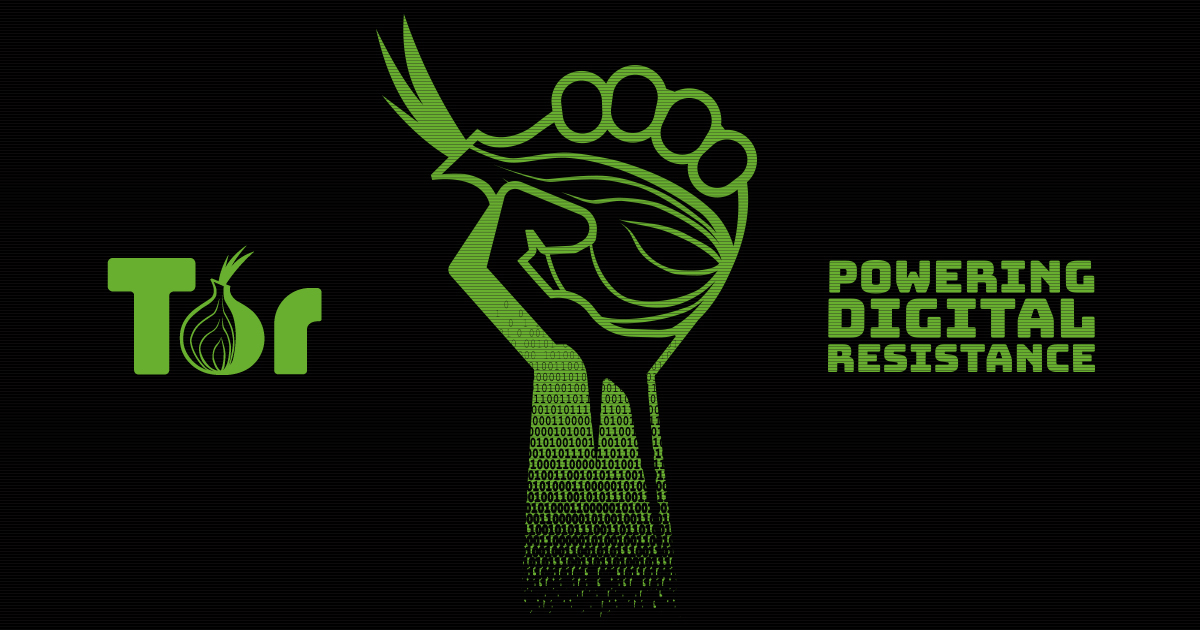 Tor
POWERING
DIGITAL
RESISTANCE